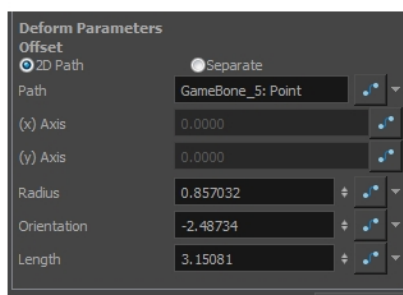 Deform Parameters
Offset
2D Path Separate
Path GameBone_5: Point
(x) Axis 0.0000
(y) Axis 0.0000
Radius 0.857032
Orientation -2.48734
Length 3.15081